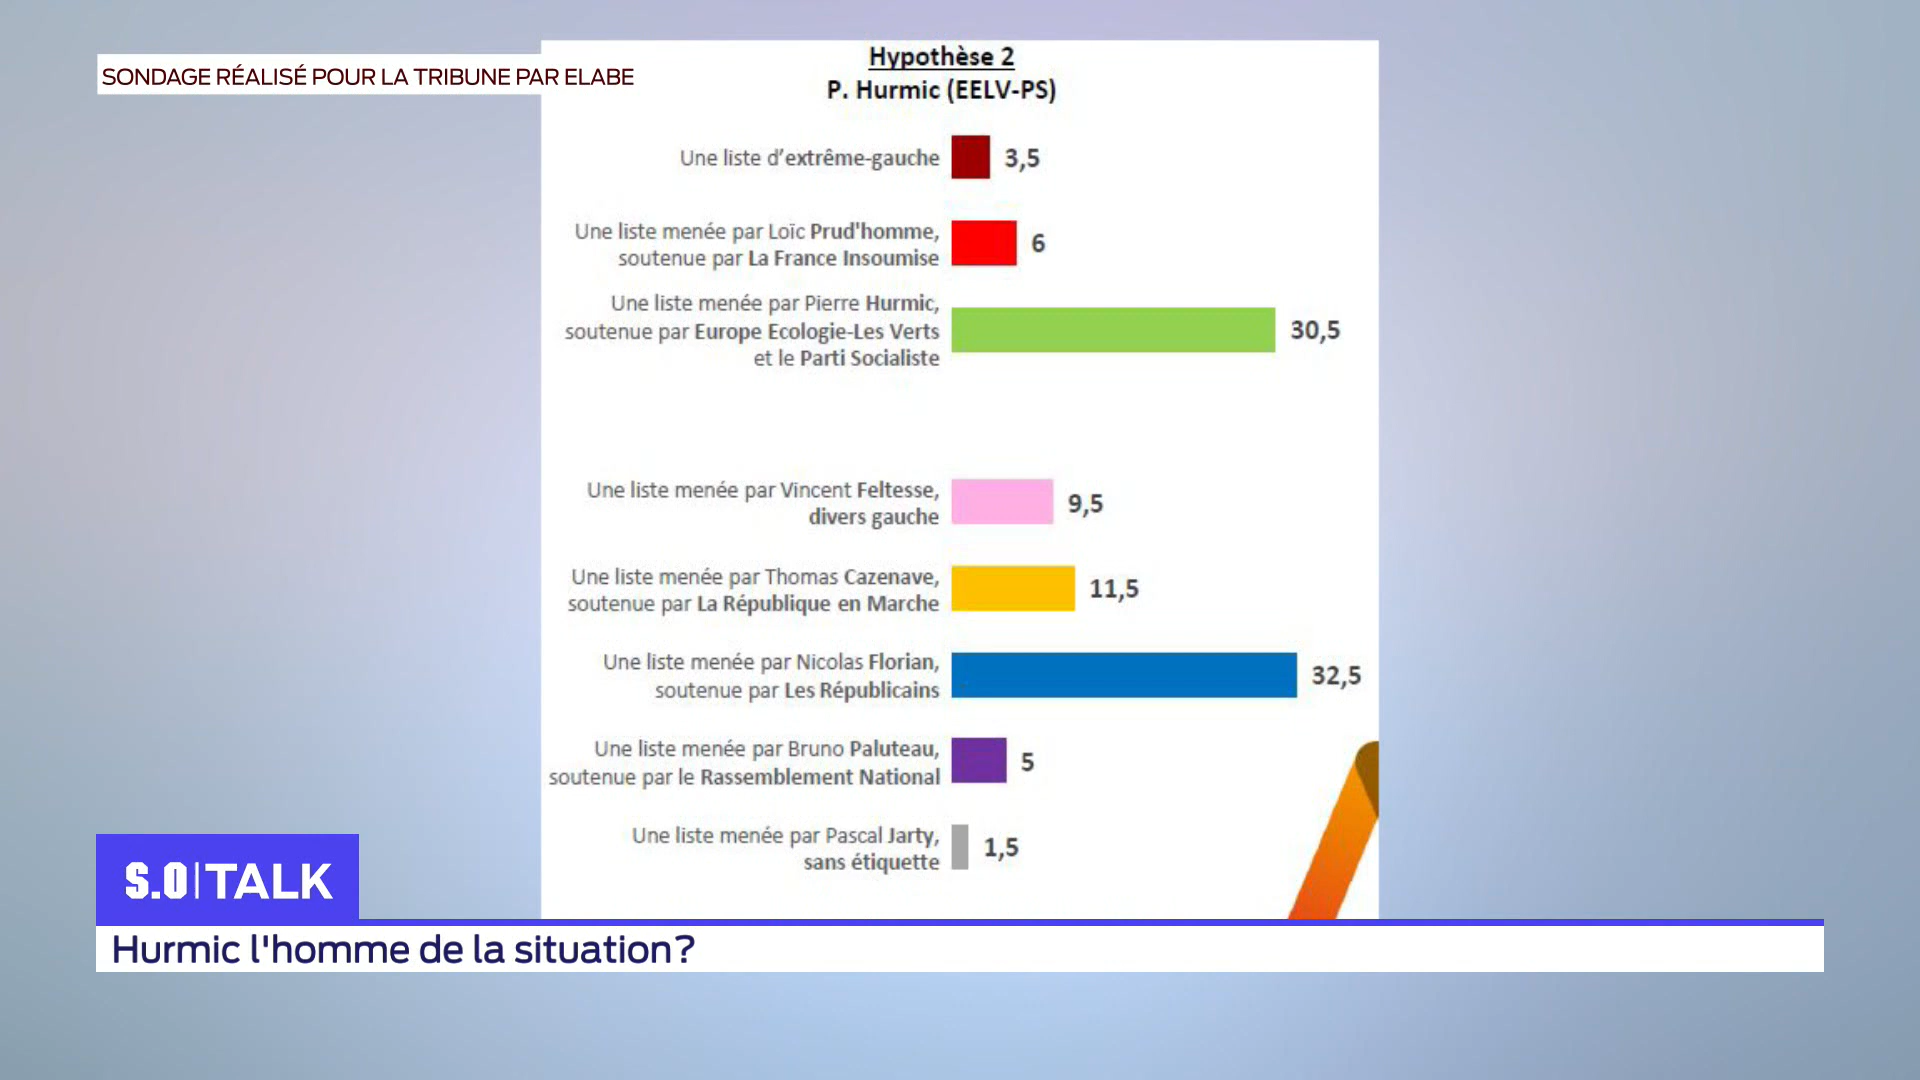 SONDAGE RÉALISÉ POUR LA TRIBUNE PAR ELABE
Hypothèse 2
P. Hurmic (EELV-PS)
Une liste d'extrême-gauche 3,5
Une liste menée par Loïc Prud'homme,
soutenue par La France Insoumise
6
Une liste menée par Pierre Hurmic,
soutenue par Europe Ecologie-Les Verts
et le Parti Socialiste
30,5
Une liste menée par Vincent Feltesse,
divers gauche
9,5
Une liste menée par Thomas Cazenave,
soutenue par La République en Marche
11,5
Une liste menée par Nicolas Florian,
soutenue par Les Républicains
32,5
Une liste menée par Bruno Paluteau,
soutenue par le Rassemblement National
5
Une liste menée par Pascal Jarty,
sans étiquette
1,5
S.O|TALK
Hurmic l'homme de la situation?